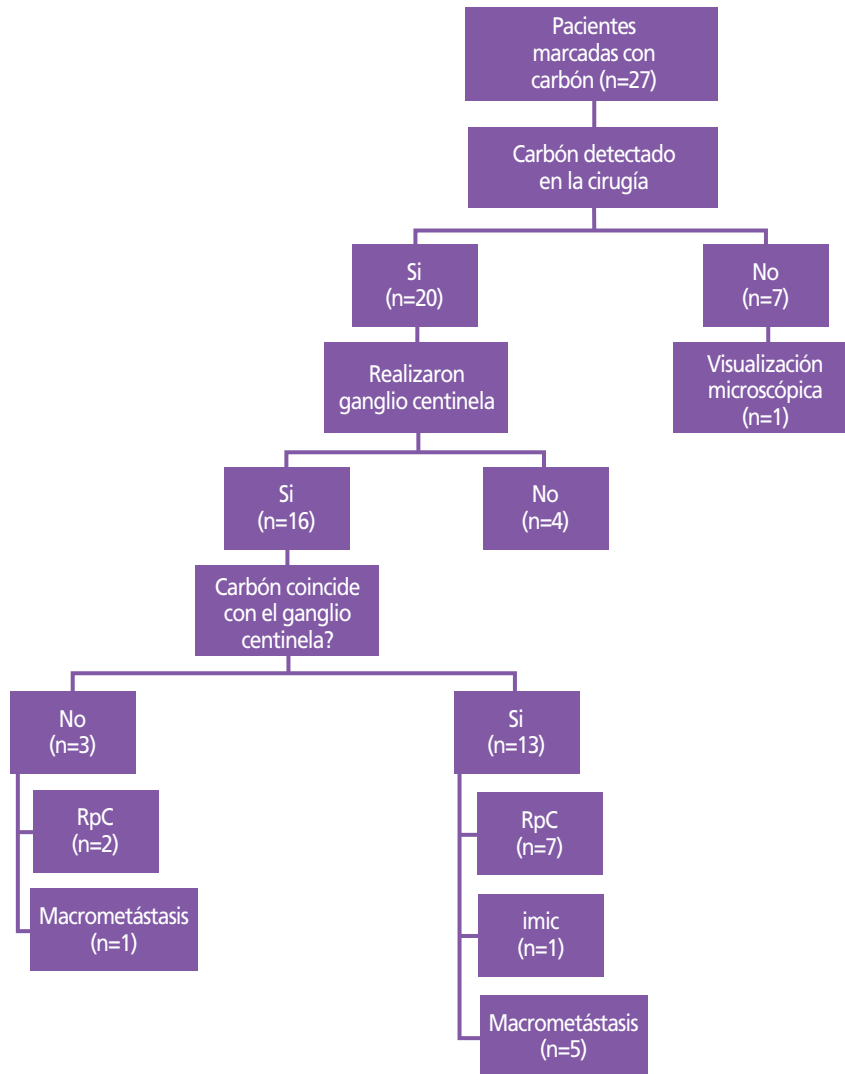 Pacientes
marcadas con
carbón (n=27)
Carbón detectado
en la cirugía
Si
(n=20)
No
(n=7)
Realizaron
ganglio centinela
Visualización
microscópica
(n=1)
Si
(n=16)
No
(n=4)
Carbón coincide
con el ganglio
centinela?
No
(n=3)
Si
(n=13)
RpC
(n=2)
Macrometástasis
(n=1)
RpC
(n=7)
imic
(n=1)
Macrometástasis
(n=5)